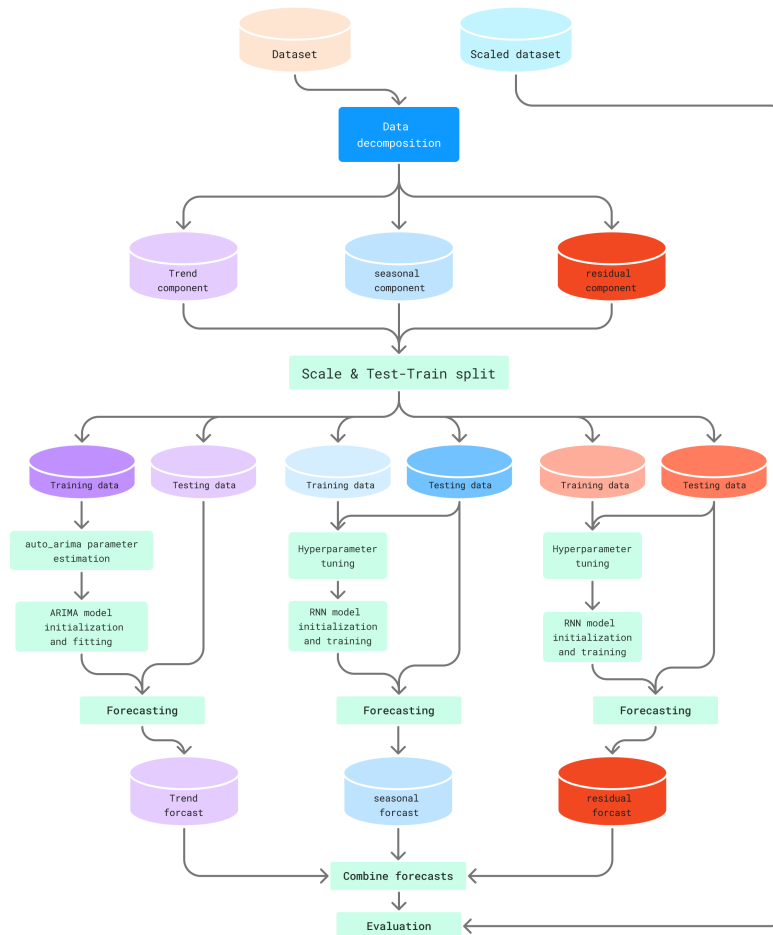 Dataset
Scaled dataset
Data
decomposition
Trend
component
seasonal
component
residual
component
Scale & Test-Train split
Training data
Testing data
Training data
Testing data
Training data
Testing data
auto_arima parameter
estimation
Hyperparameter
tuning
Hyperparameter
tuning
ARIMA model
initialization
and fitting
RNN model
initialization
and training
RNN model
initialization
and training
Forecasting
Forecasting
Forecasting
Trend
forcast
seasonal
forcast
residual
forcast
Combine forecasts
Evaluation